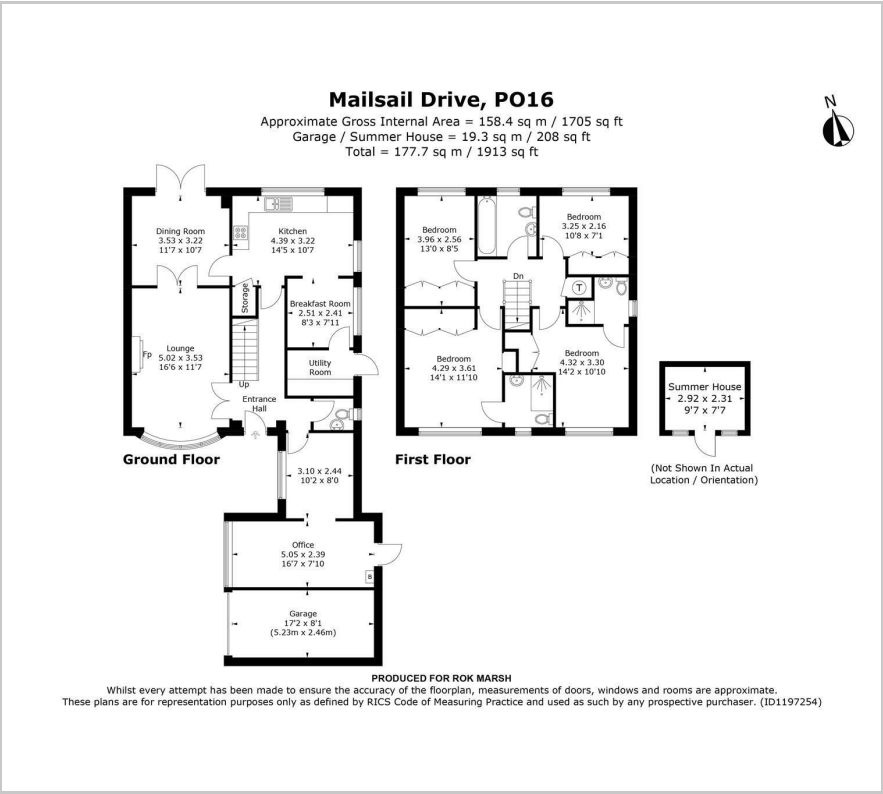 Mailsail Drive, PO16
Approximate Gross Internal Area = 158.4 sq m / 1705 sq ft
Garage / Summer House = 19.3 sq m / 208 sq ft
Total = 177.7 sq m / 1913 sq ft
N
Dining Room
3.53 x 3.22
11'7 x 10'7
Kitchen
4.39 x 3.22
14'5 x 10'7
Storage
Breakfast Room
2.51 x 2.41
8'3 x 7'11
Lounge
5.02 x 3.53
16'6 x 11'7
Fp
Utility
Room
Up
Entrance
Hall
Ground Floor
3.10 x 2.44
10'2 x 8'0
Office
5.05 x 2.39
16'7 x 7'10
B
Garage
17'2 x 8'1
(5.23m x 2.46m)
Bedroom
3.96 x 2.56
13'0 x 8'5
Bedroom
3.25 x 2.16
10'8 x 7'1
Dn
T
Bedroom
4.29 x 3.61
14'1 x 11'10
Bedroom
4.32 x 3.30
14'2 x 10'10
First Floor
Summer House
2.92 x 2.31
9'7 x 7'7
(Not Shown In Actual
Location / Orientation)
PRODUCED FOR ROK MARSH
Whilst every attempt has been made to ensure the accuracy of the floorplan, measurements of doors, windows and rooms are approximate.
These plans are for representation purposes only as defined by RICS Code of Measuring Practice and used as such by any prospective purchaser. (ID1197254)